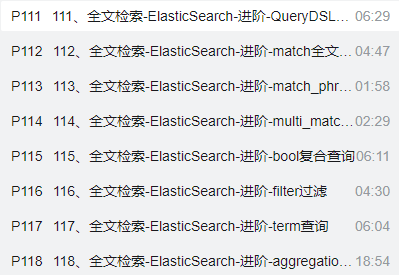 P111 111、全文检索-ElasticSearch-进阶-QueryDSL... 06:29
P112 112、全文检索-ElasticSearch-进阶-match全文... 04:47
P113 113、全文检索-ElasticSearch-进阶-match_phr... 01:58
P114 114、全文检索-ElasticSearch-进阶-multi_matc... 02:29
P115 115、全文检索-ElasticSearch-进阶-bool复合查询 06:11
P116 116、全文检索-ElasticSearch-进阶-filter过滤 04:30
P117 117、全文检索-ElasticSearch-进阶-term查询 06:04
P118 118、全文检索-ElasticSearch-进阶-aggregatio... 18:54